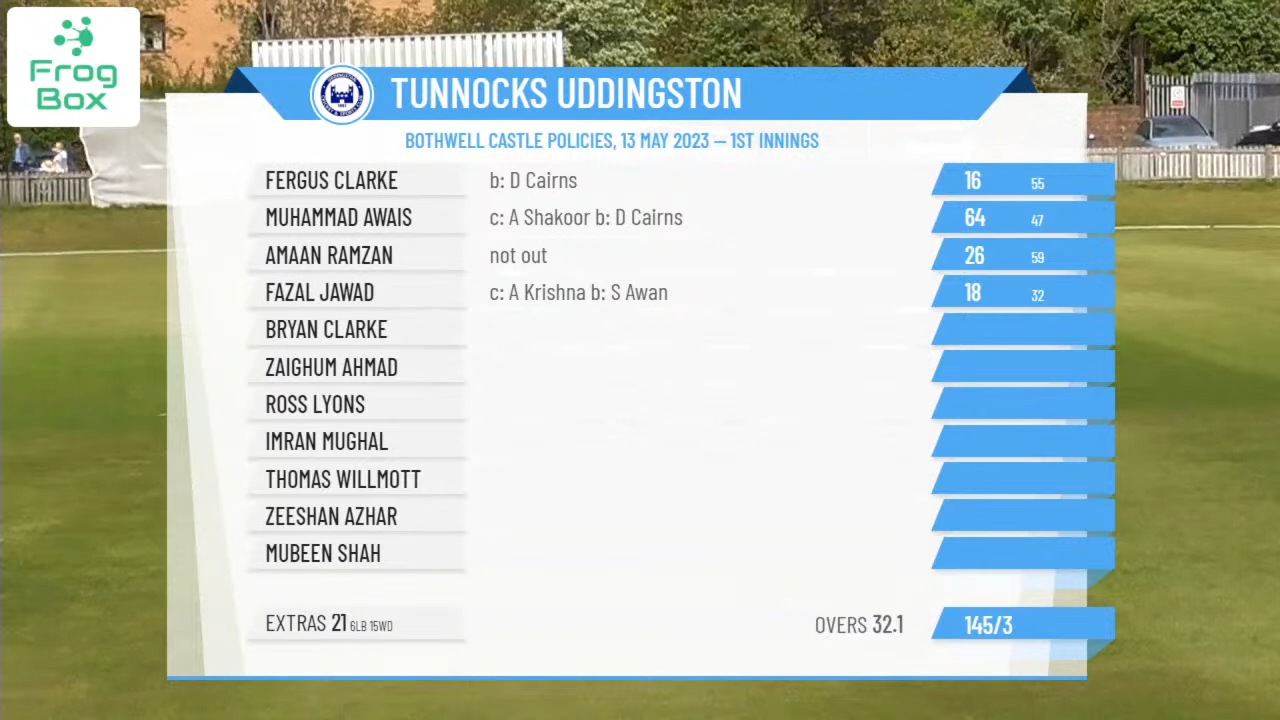 Frog
Box
TUNNOCKS UDDINGSTON
BOTHWELL CASTLE POLICIES, 13 MAY 2023 – 1ST INNINGS
FERGUS CLARKE b: D Cairns 16 55
MUHAMMAD AWAIS c: A Shakoor b: D Cairns 64 47
AMAAN RAMZAN not out 26 59
FAZAL JAWAD c: A Krishna b: S Awan 18 32
BRYAN CLARKE
ZAIGHUM AHMAD
ROSS LYONS
IMRAN MUGHAL
THOMAS WILLMOTT
ZEESHAN AZHAR
MUBEEN SHAH
EXTRAS 21 6LB 15WD OVERS 32.1 145/3